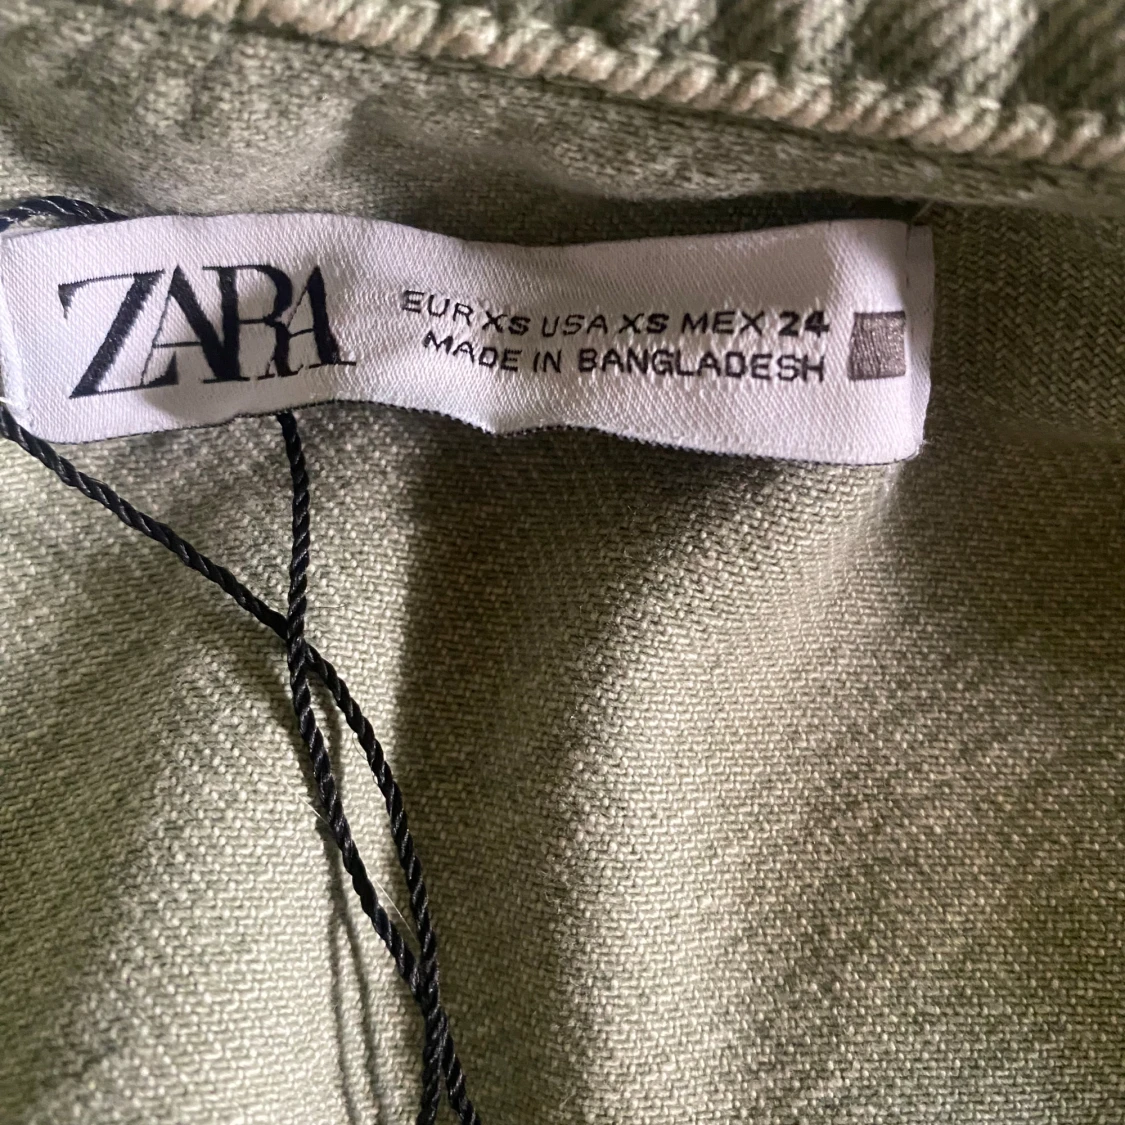 ZARA
EUR XS USA XS MEX 24
MADE IN BANGLADESH